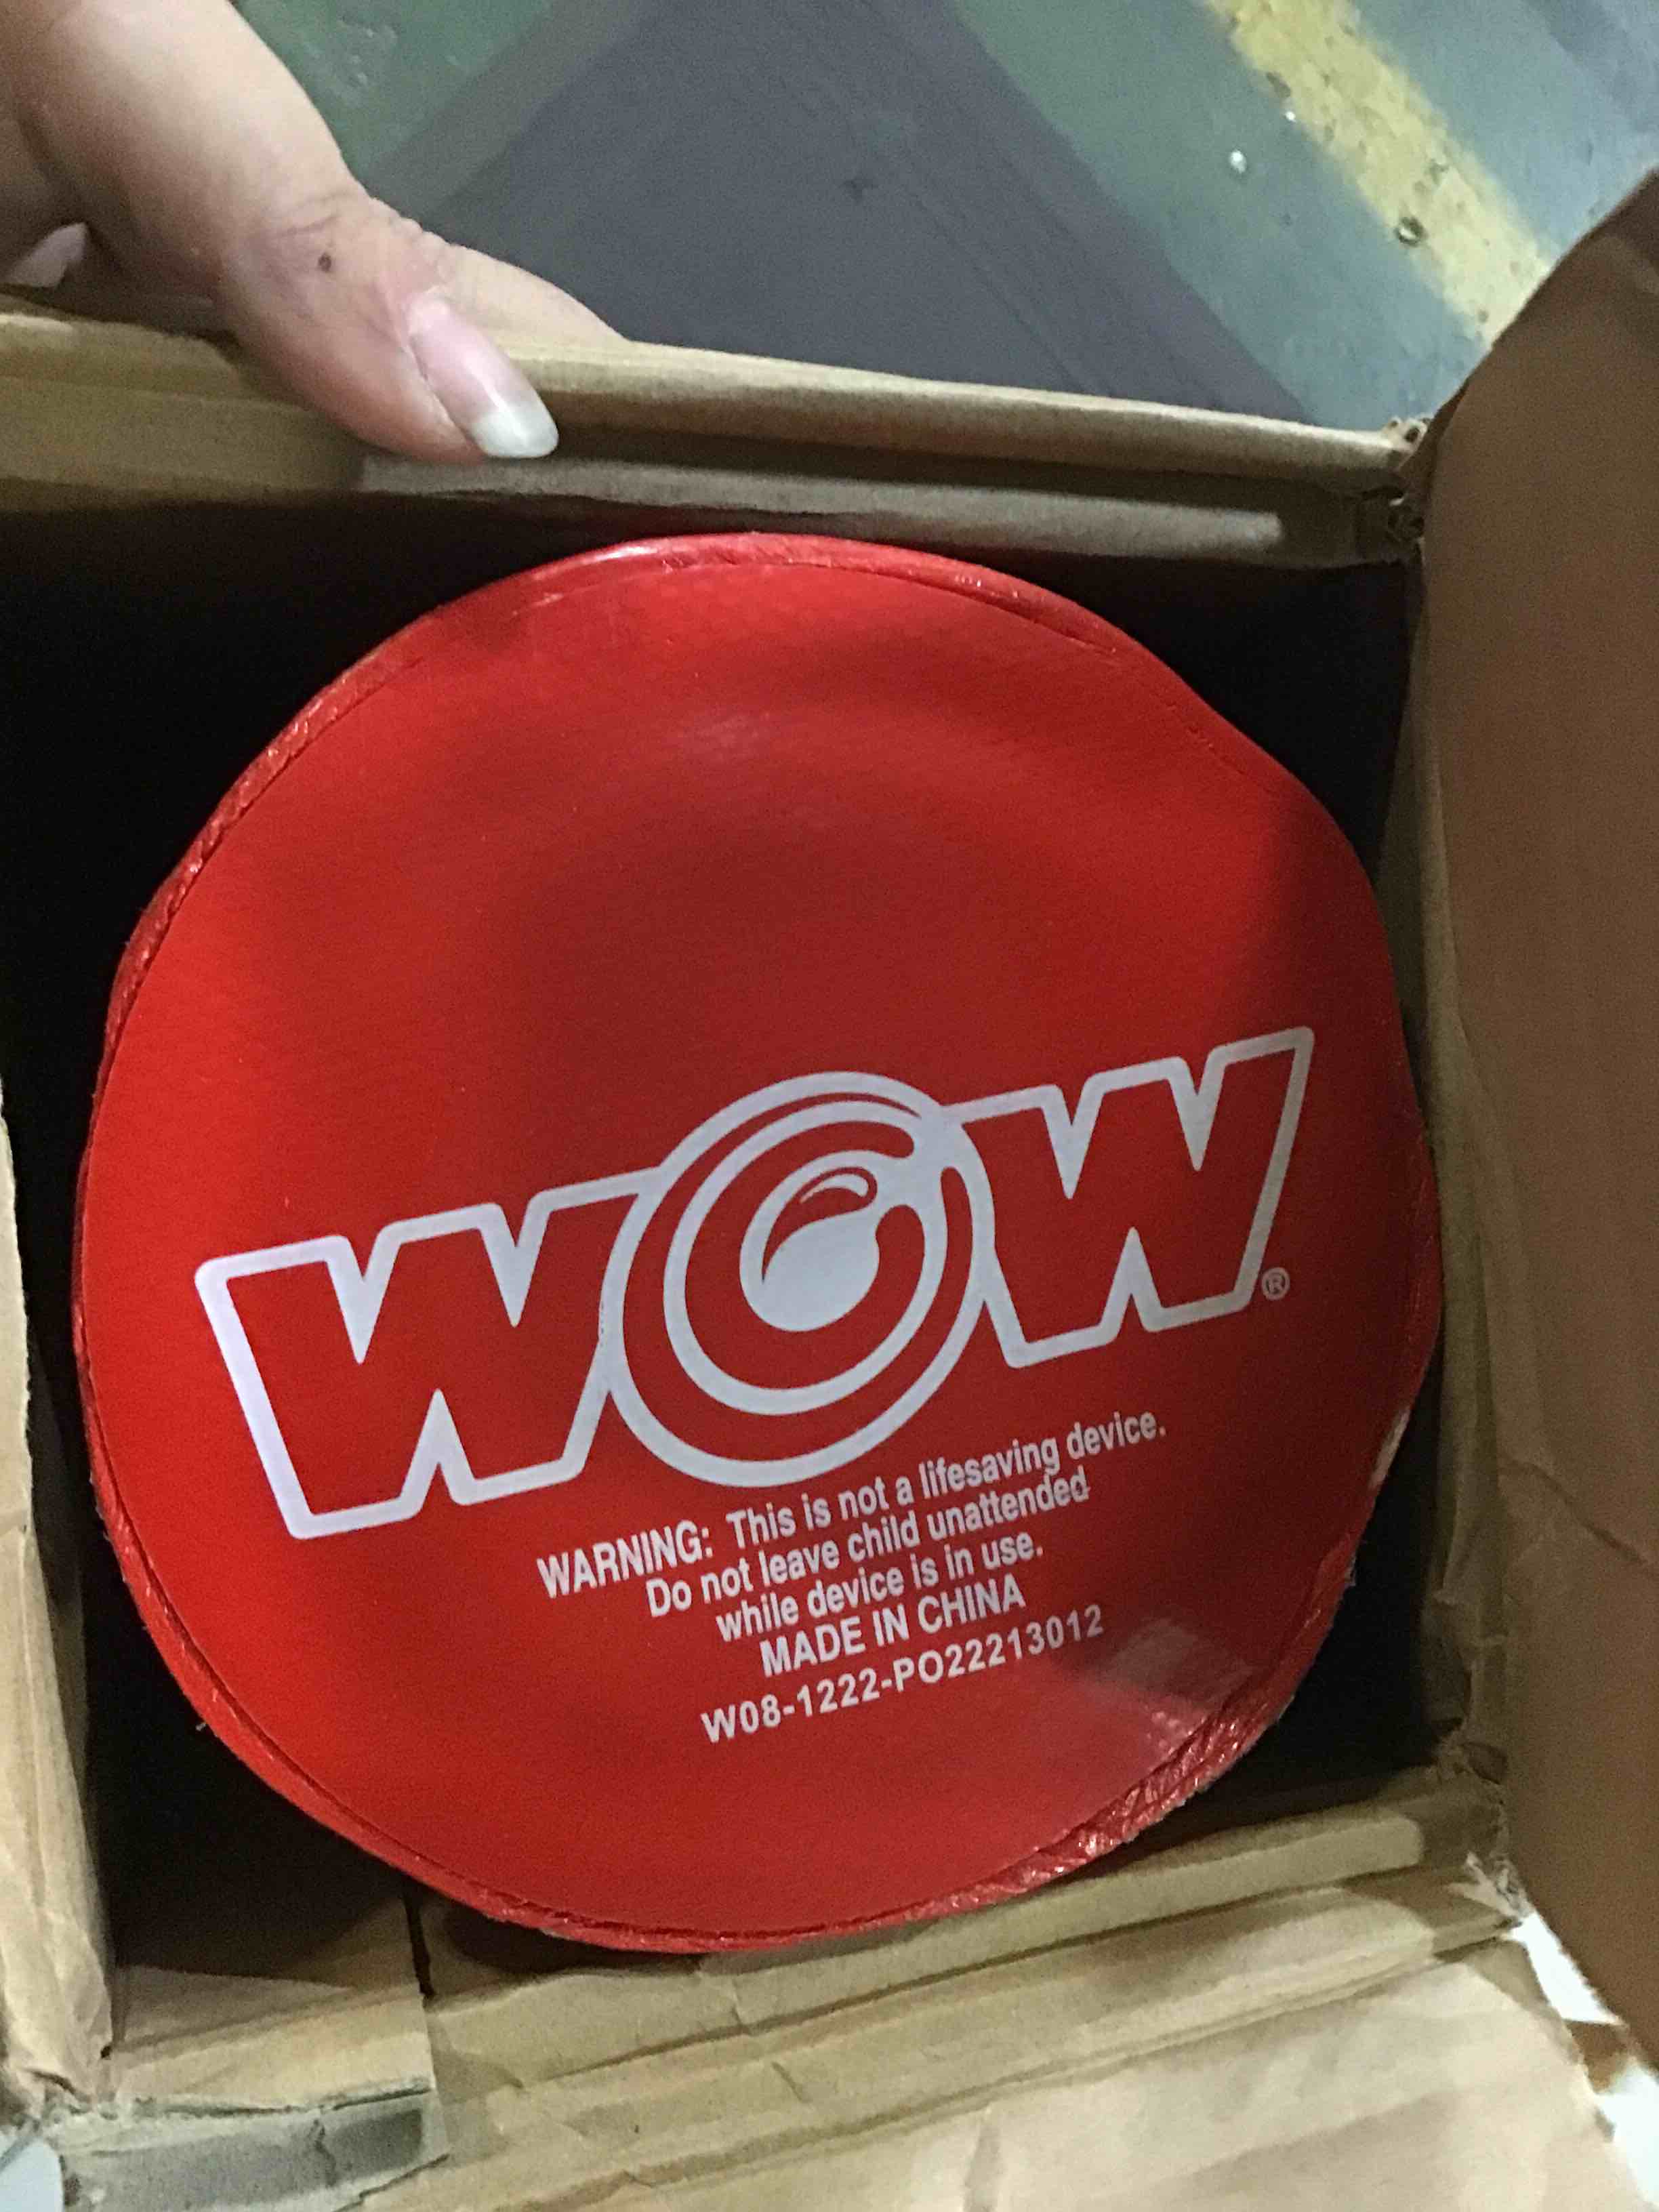 WOW®
WARNING: This is not a lifesaving device.
Do not leave child unattended
while device is in use.
MADE IN CHINA
W08-1222-PO22213012